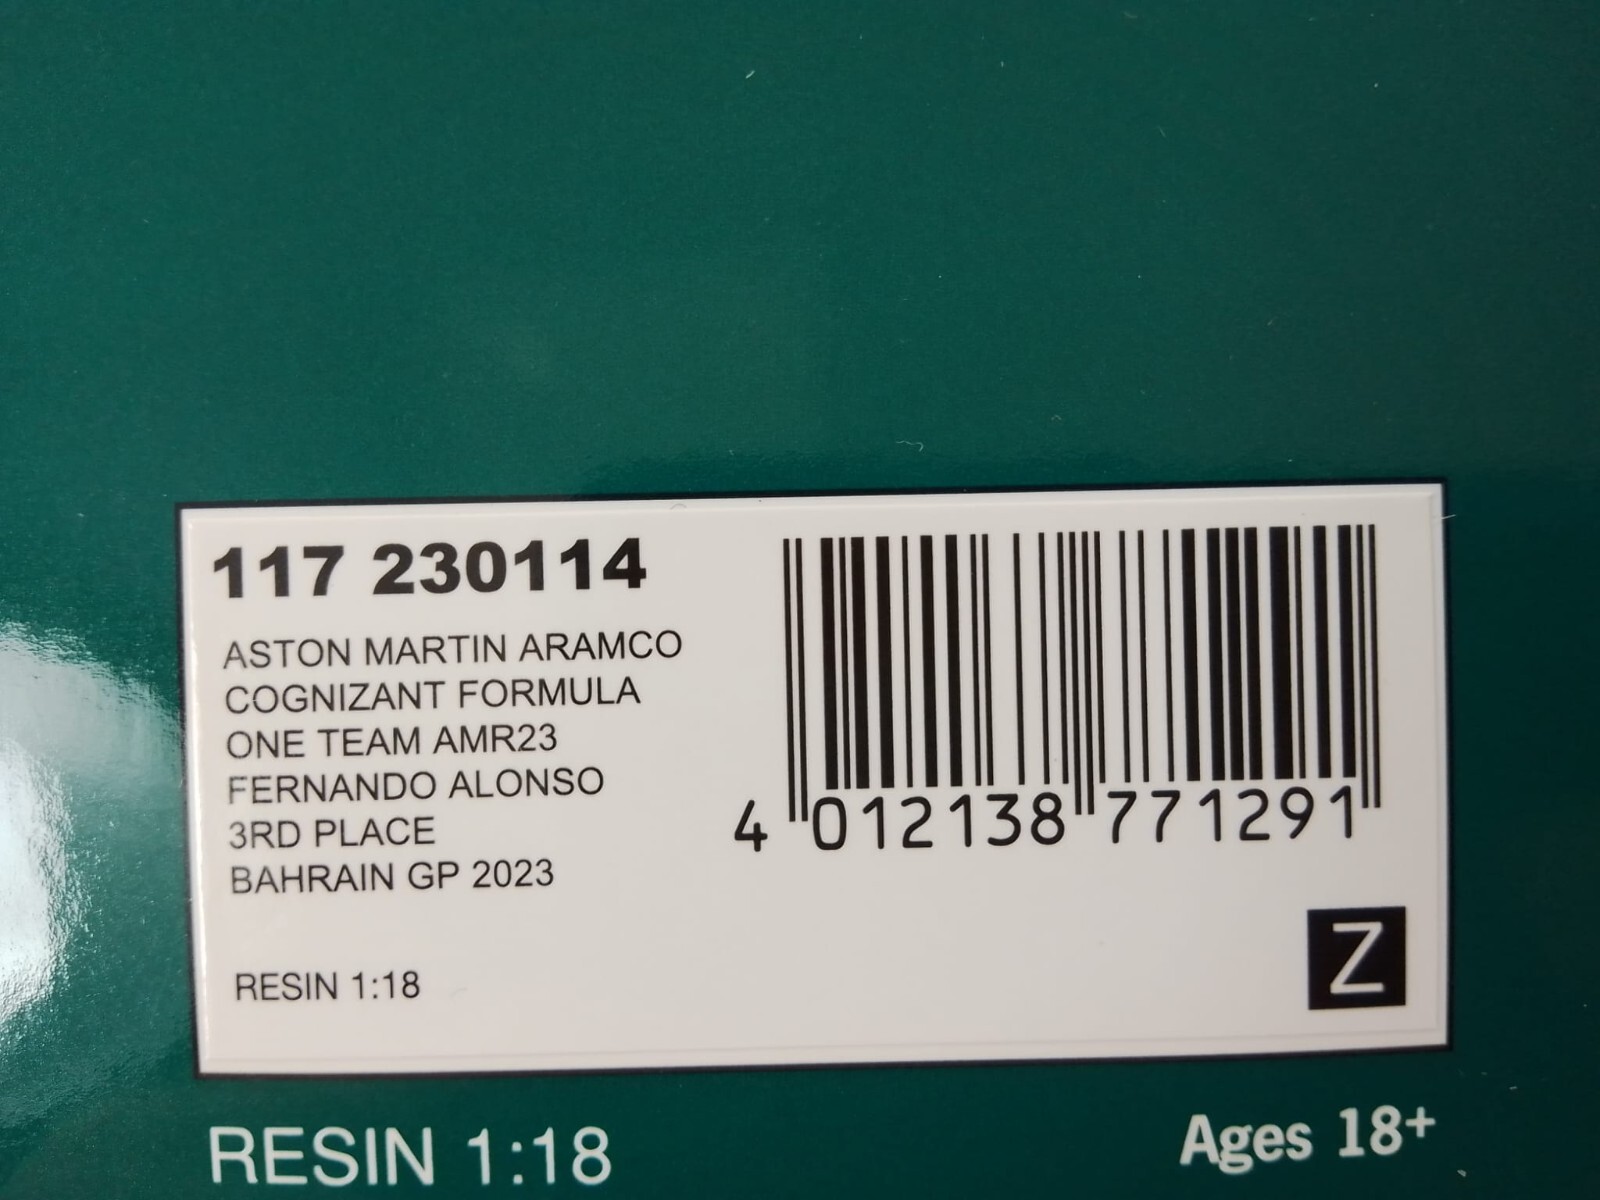 117 230114
ASTON MARTIN ARAMCO
COGNIZANT FORMULA
ONE TEAM AMR23
FERNANDO ALONSO
3RD PLACE
BAHRAIN GP 2023
RESIN 1:18
4 012138 771291
Z
RESIN 1:18
Ages 18+